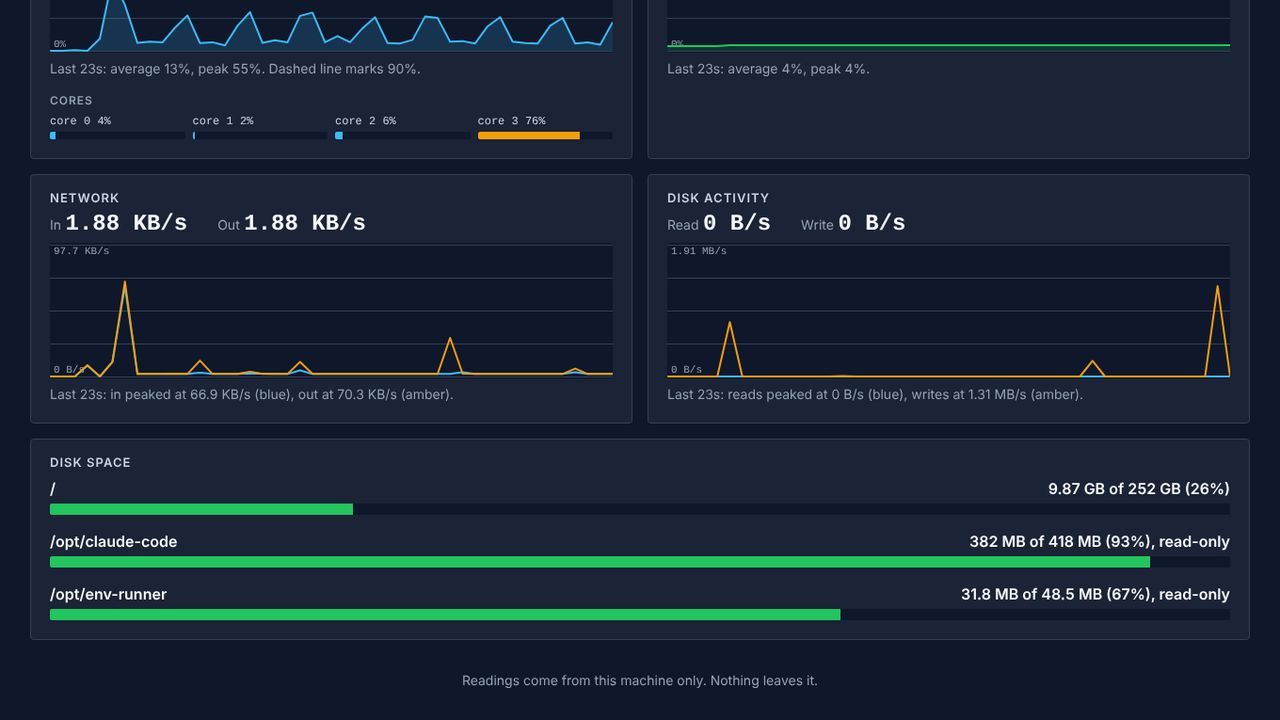 0%
Last 23s: average 13%, peak 55%. Dashed line marks 90%.
CORES
core 0 4% core 1 2% core 2 6% core 3 76%
0%
Last 23s: average 4%, peak 4%.
NETWORK
In 1.88 KB/s Out 1.88 KB/s
97.7 KB/s
0 B/s
Last 23s: in peaked at 66.9 KB/s (blue), out at 70.3 KB/s (amber).
DISK ACTIVITY
Read 0 B/s Write 0 B/s
1.91 MB/s
0 B/s
Last 23s: reads peaked at 0 B/s (blue), writes at 1.31 MB/s (amber).
DISK SPACE
/ 9.87 GB of 252 GB (26%)
/opt/claude-code 382 MB of 418 MB (93%), read-only
/opt/env-runner 31.8 MB of 48.5 MB (67%), read-only
Readings come from this machine only. Nothing leaves it.